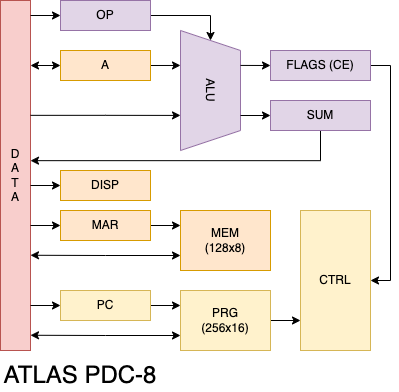 OP
A
ALU
FLAGS (CE)
SUM
DATA
DISP
MAR
MEM
(128x8)
PC
PRG
(256x16)
CTRL
ATLAS PDC-8